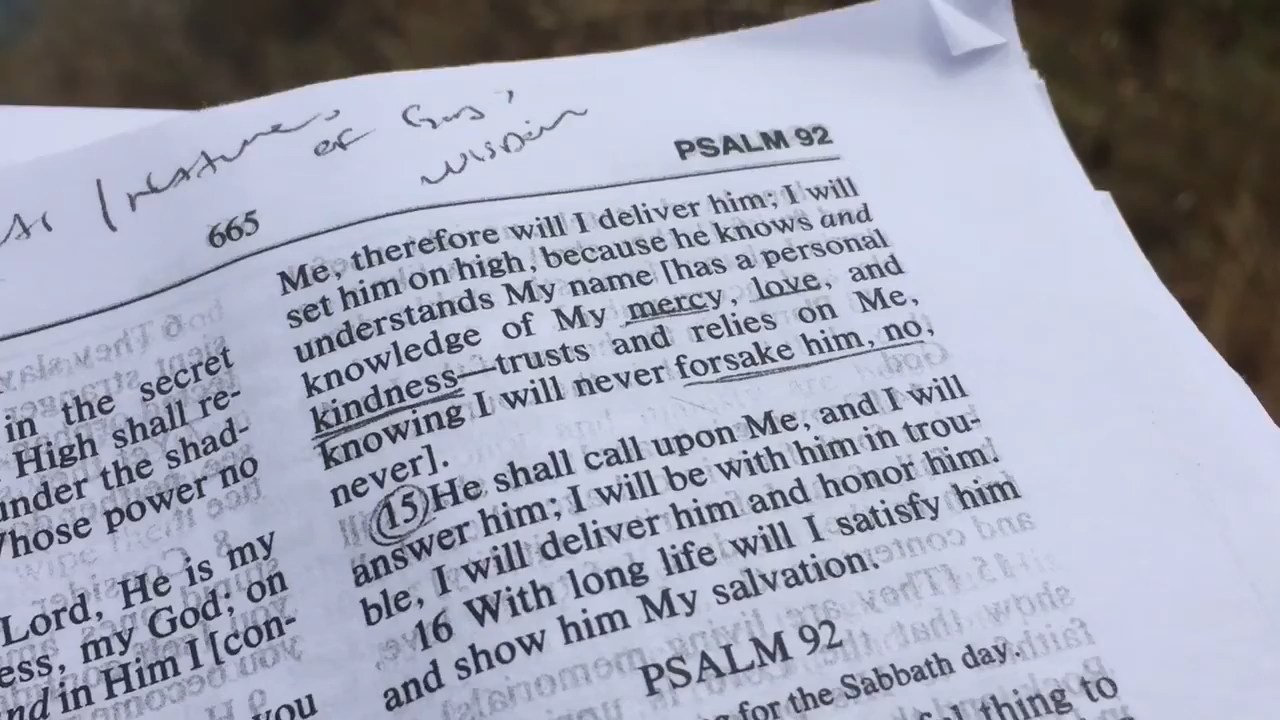 of God's
wisdom
PSALM 92
665
in the secret
High shall re-
under the shad-
Whose power no
Lord, He is my
ess, my God; on
and in Him I [con-
you
Me, therefore will I deliver him; I will
set him on high, because he knows and
understands My name [has a personal
knowledge of My mercy, love, and
kindness—trusts and relies on Me,
knowing I will never forsake him, no,
never].
15 He shall call upon Me, and I will
answer him; I will be with him in trou-
ble, I will deliver him and honor him.
16 With long life will I satisfy him
and show him My salvation.
PSALM 92
for the Sabbath day.
thing to